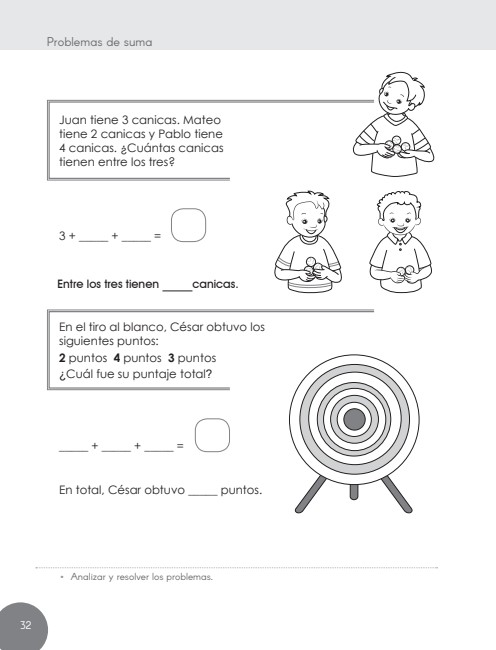 Problemas de suma
Juan tiene 3 canicas. Mateo
tiene 2 canicas y Pablo tiene
4 canicas. ¿Cuántas canicas
tienen entre los tres?
3 + _____ + _____ =
Entre los tres tienen _____canicas.
En el tiro al blanco, César obtuvo los
siguientes puntos:
2 puntos 4 puntos 3 puntos
¿Cuál fue su puntaje total?
_____ + _____ + _____ =
En total, César obtuvo _____ puntos.
• Analizar y resolver los problemas.
32